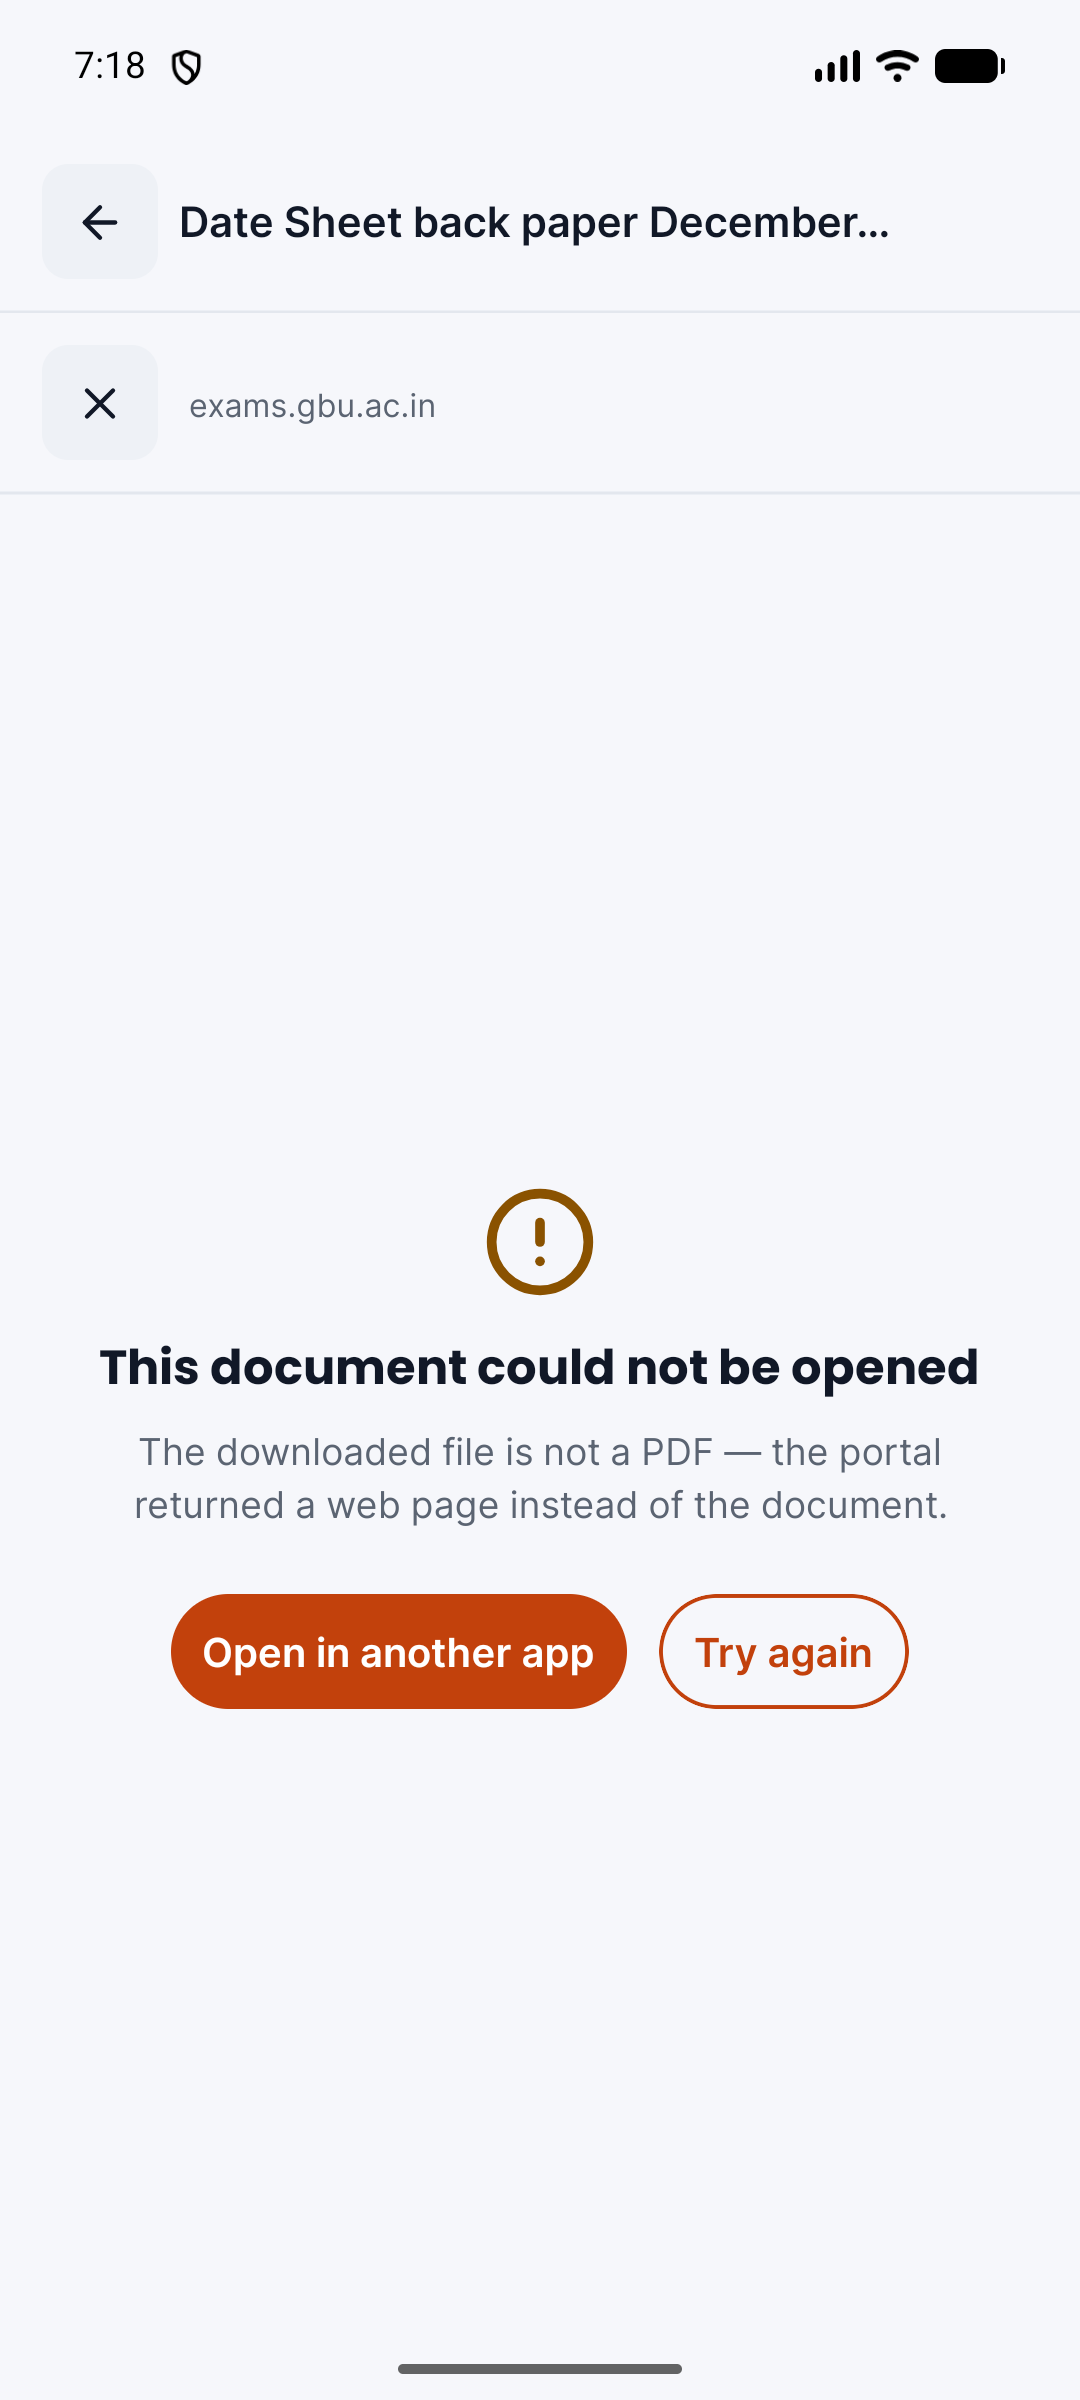 7:18
Date Sheet back paper December...
exams.gbu.ac.in
This document could not be opened
The downloaded file is not a PDF — the portal
returned a web page instead of the document.
Open in another app
Try again